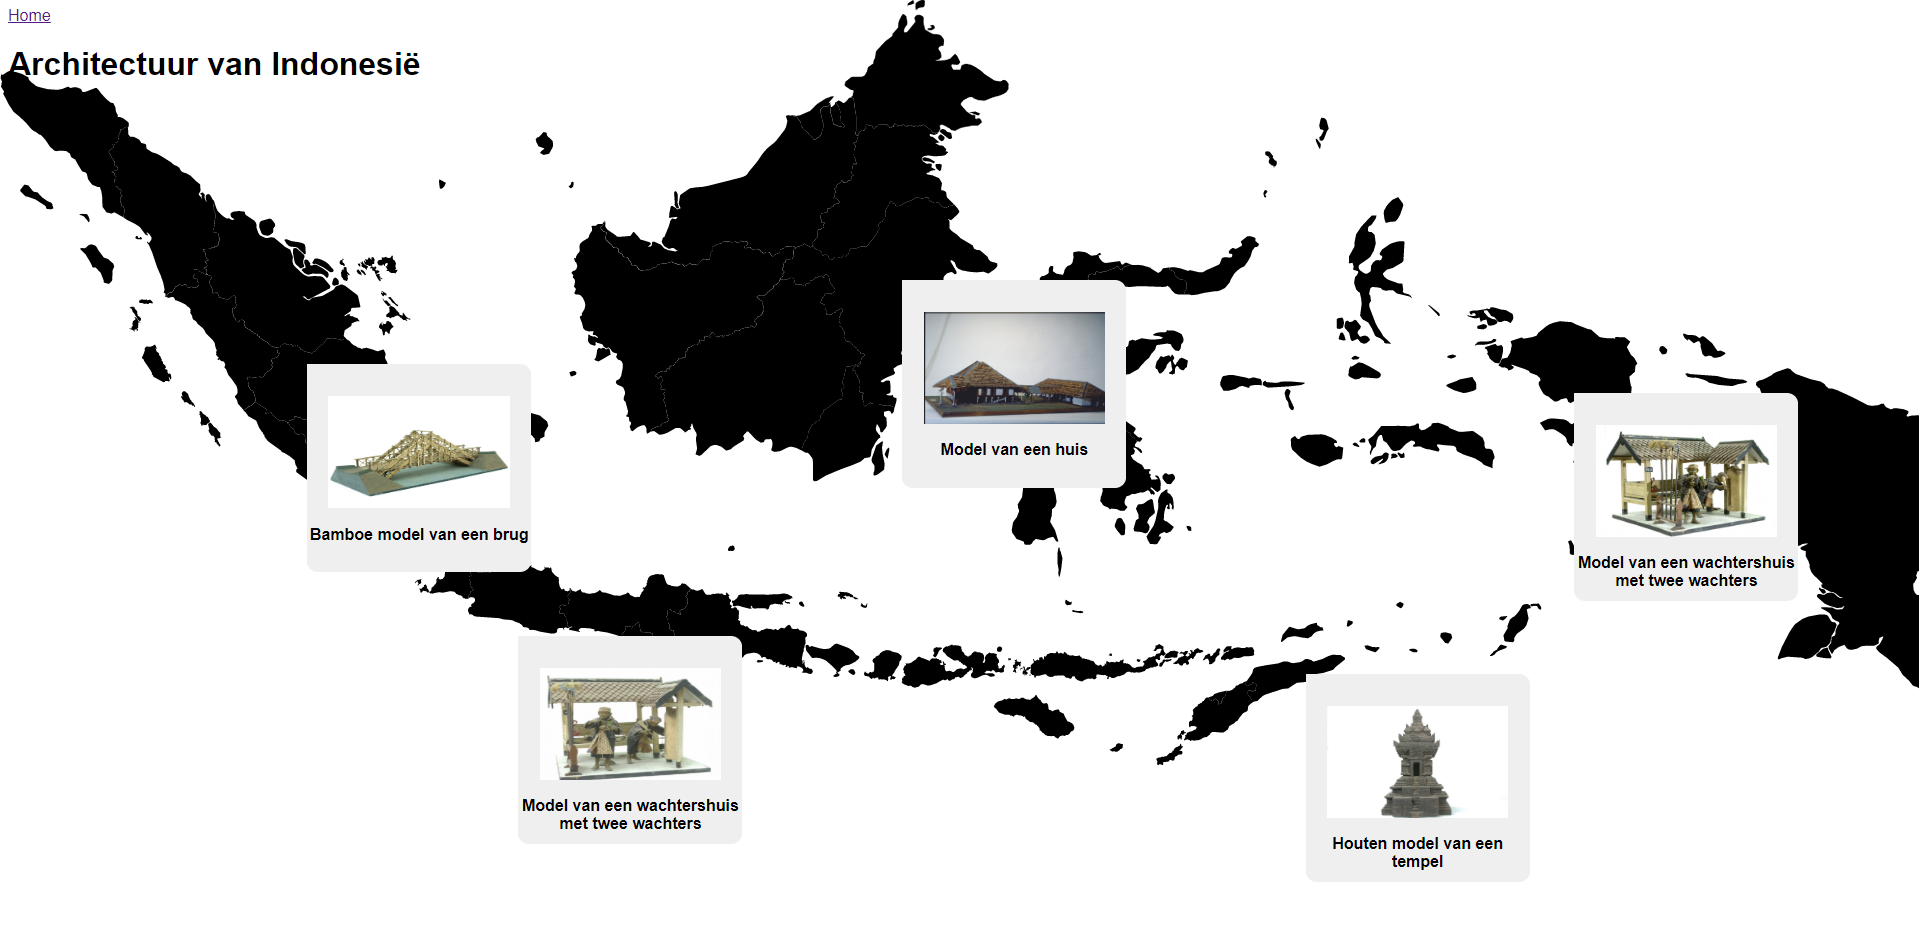 Home
Architectuur van Indonesië
Model van een huis
Bamboe model van een brug
Model van een wachtershuis
met twee wachters
Model van een wachtershuis
met twee wachters
Houten model van een
tempel